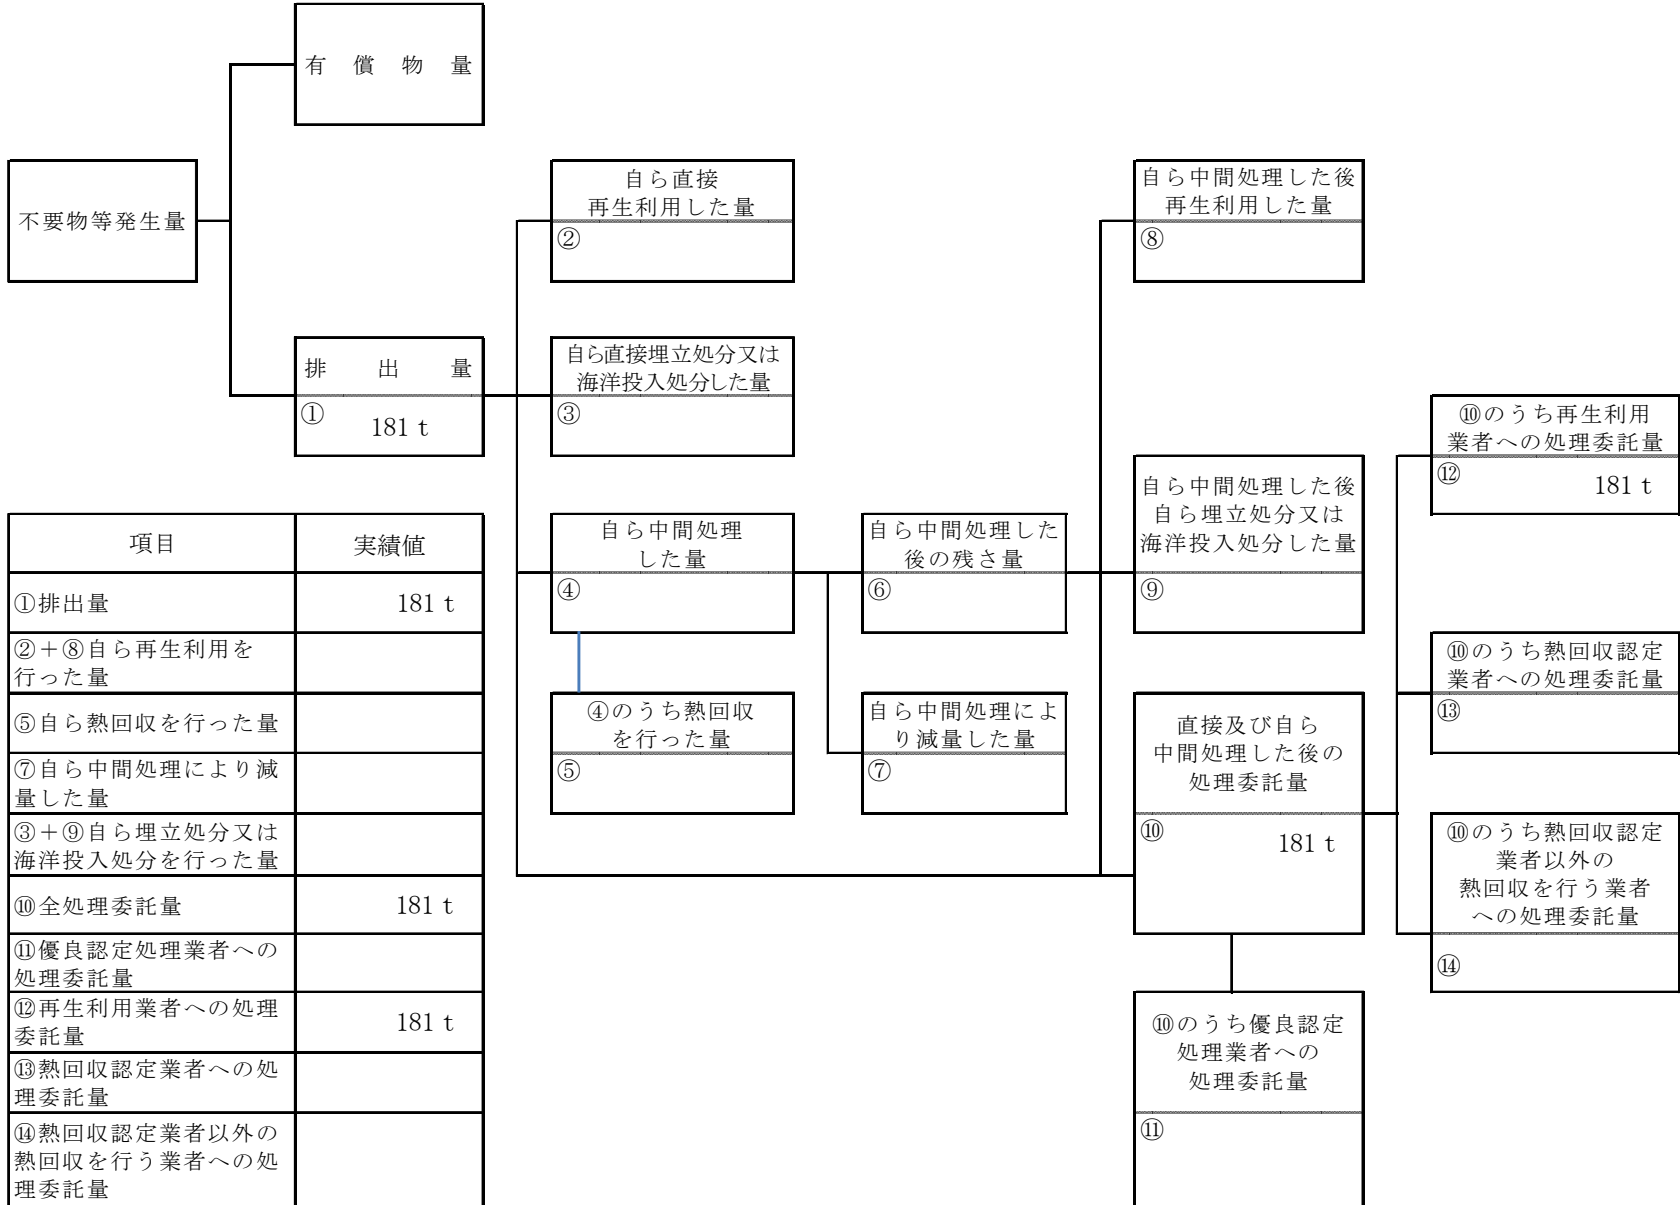 有償物量
不要物等発生量
自ら直接
再生利用した量
②
自ら中間処理した後
再生利用した量
⑧
排出量
①
181 t
自ら直接埋立処分又は
海洋投入処分した量
③
⑩のうち再生利用
業者への処理委託量
⑫
181 t
自ら中間処理
した量
④
自ら中間処理した
後の残さ量
⑥
自ら中間処理した後
自ら埋立処分又は
海洋投入処分した量
⑨
④のうち熱回収
を行った量
⑤
自ら中間処理によ
り減量した量
⑦
直接及び自ら
中間処理した後の
処理委託量
⑩
181 t
⑩のうち熱回収認定
業者への処理委託量
⑬
⑩のうち熱回収認定
業者以外の
熱回収を行う業者
への処理委託量
⑭
⑩のうち優良認定
処理業者への
処理委託量
⑪
項目 実績値
①排出量 181 t
②＋⑧自ら再生利用を
行った量
⑤自ら熱回収を行った量
⑦自ら中間処理により減
量した量
③＋⑨自ら埋立処分又は
海洋投入処分を行った量
⑩全処理委託量 181 t
⑪優良認定処理業者への
処理委託量
⑫再生利用業者への処理
委託量 181 t
⑬熱回収認定業者への処
理委託量
⑭熱回収認定業者以外の
熱回収を行う業者への処
理委託量